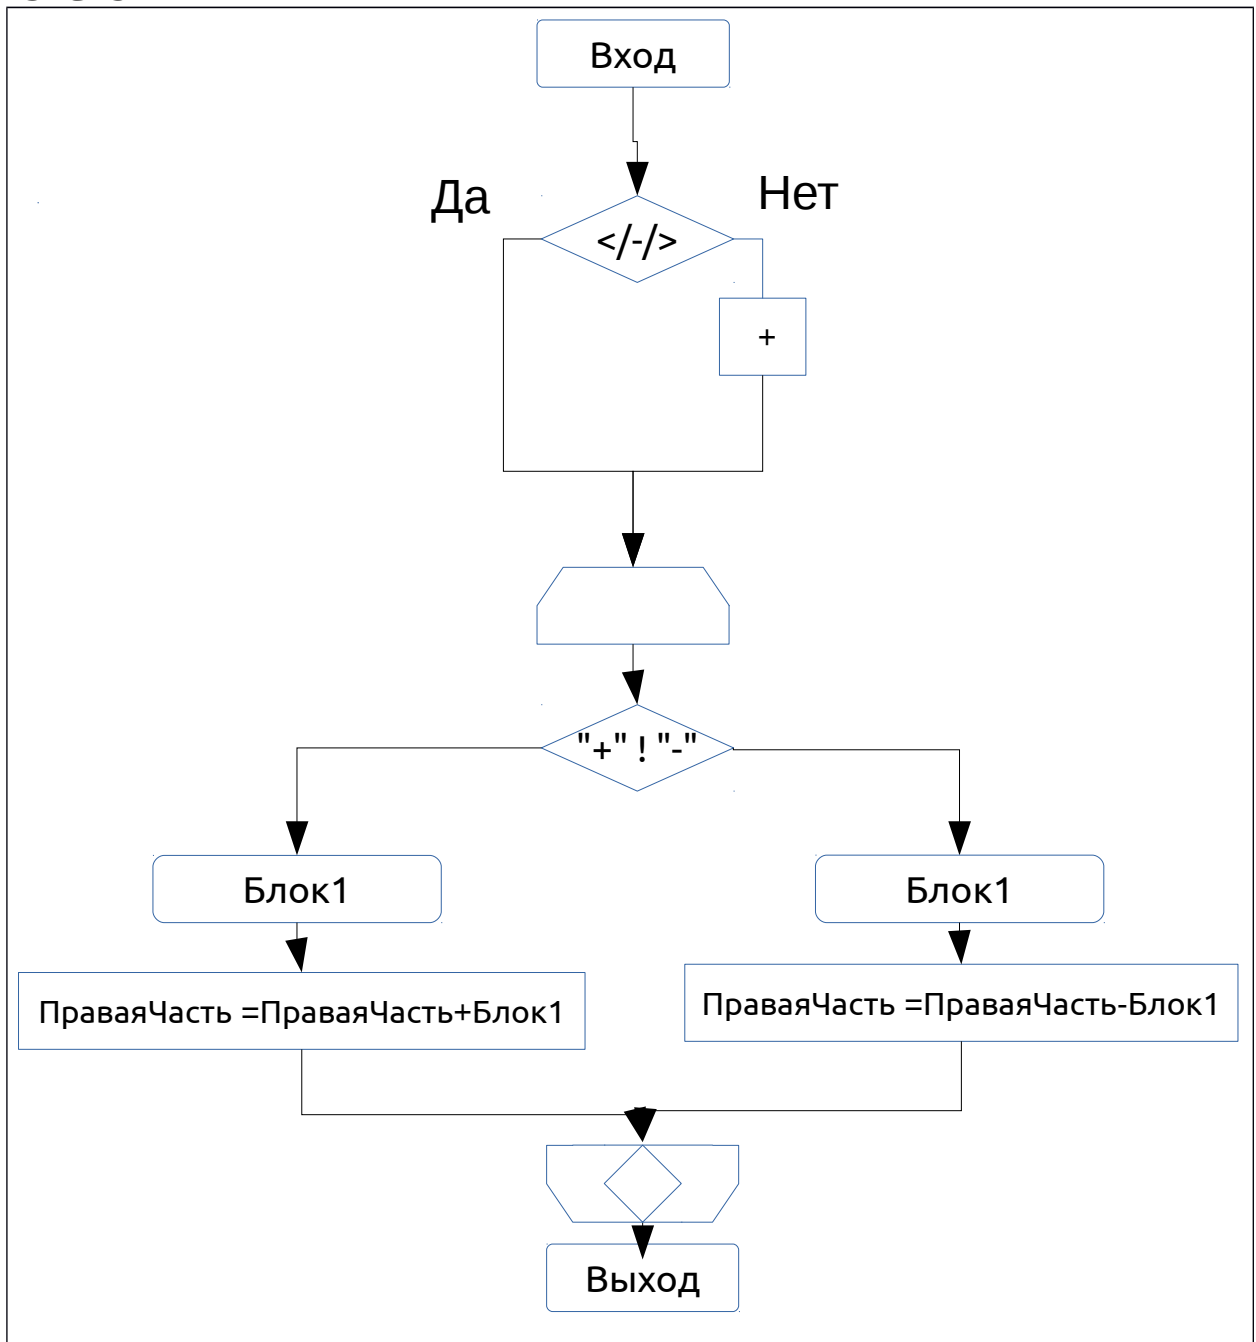 Вход
Да
Нет
</-/>
+
"+" ! "-"
Блок1
Блок1
ПраваяЧасть =ПраваяЧасть+Блок1
ПраваяЧасть =ПраваяЧасть-Блок1
Выход